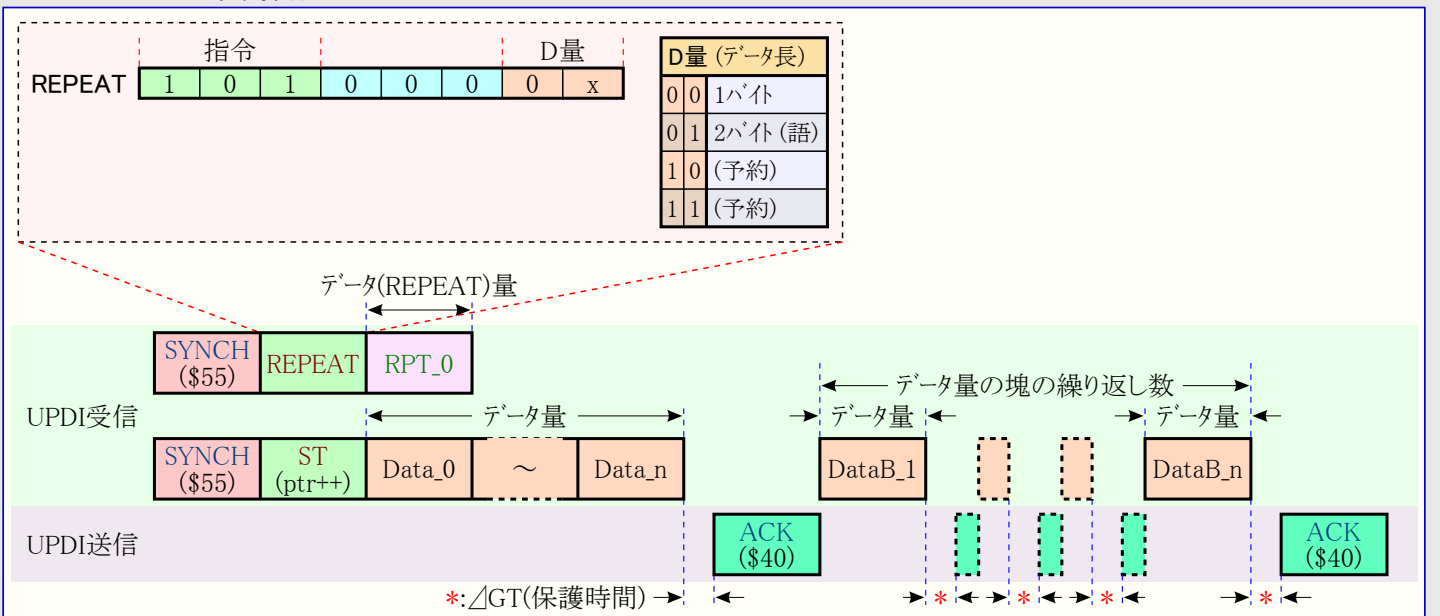 指令 D量
REPEAT 1 0 1 0 0 0 0 x
D量 (データ長)
0 0 1バイト
0 1 2バイト (語)
1 0 (予約)
1 1 (予約)
データ(REPEAT)量
SYNCH
($55)
REPEAT
RPT_0
データ量の塊の繰り返し数
UPDI受信
データ量
データ量
データ量
SYNCH
($55)
ST
(ptr++)
Data_0
～
Data_n
DataB_1
DataB_n
UPDI送信
ACK
($40)
ACK
($40)
*:⊿GT(保護時間)
* * * *